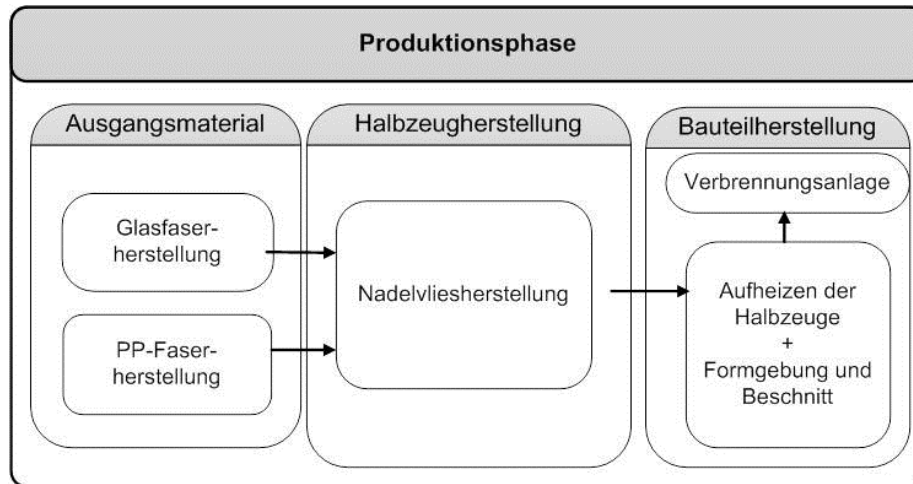 Produktionsphase
Ausgangsmaterial
Glasfaser-
herstellung
PP-Faser-
herstellung
Halbzeugherstellung
Nadelvliesherstellung
Bauteilherstellung
Verbrennungsanlage
Aufheizen der
Halbzeuge
+
Formgebung und
Beschnitt